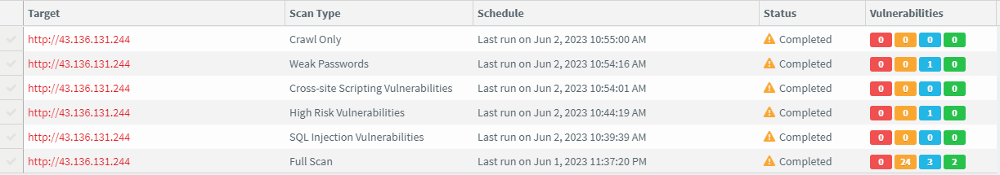 Target Scan Type Schedule Status Vulnerabilities
http://43.136.131.244 Crawl Only Last run on Jun 2, 2023 10:55:00 AM Completed 0 0 0 0
http://43.136.131.244 Weak Passwords Last run on Jun 2, 2023 10:54:16 AM Completed 0 0 1 0
http://43.136.131.244 Cross-site Scripting Vulnerabilities Last run on Jun 2, 2023 10:54:01 AM Completed 0 0 0 0
http://43.136.131.244 High Risk Vulnerabilities Last run on Jun 2, 2023 10:44:19 AM Completed 0 0 1 0
http://43.136.131.244 SQL Injection Vulnerabilities Last run on Jun 2, 2023 10:39:39 AM Completed 0 0 0 0
http://43.136.131.244 Full Scan Last run on Jun 1, 2023 11:37:20 PM Completed 0 24 3 2